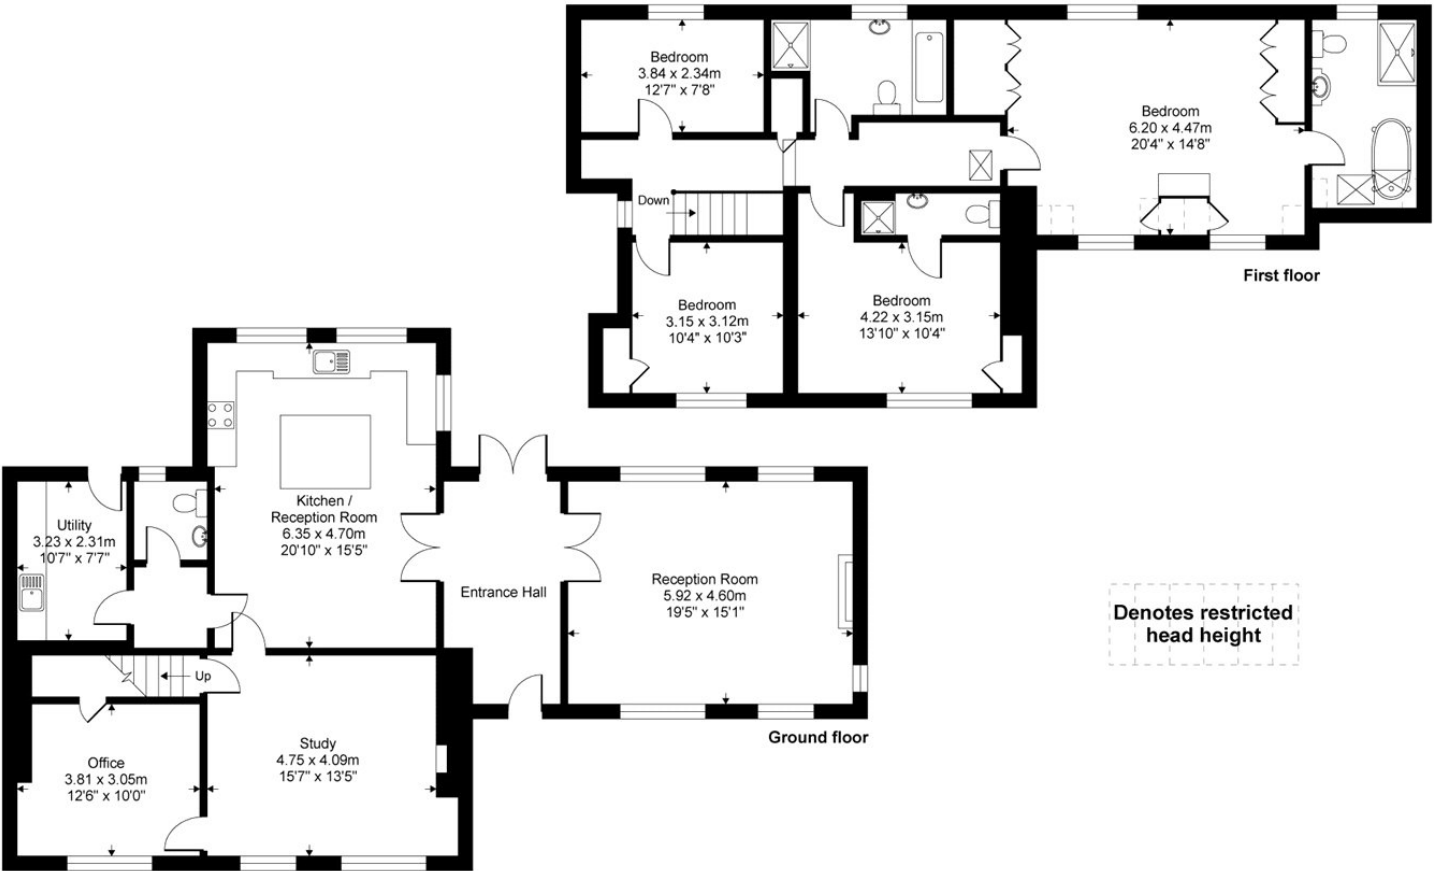 Bedroom
3.84 x 2.34m
12'7" x 7'8"
Bedroom
6.20 x 4.47m
20'4" x 14'8"
Down
Bedroom
3.15 x 3.12m
10'4" x 10'3"
Bedroom
4.22 x 3.15m
13'10" x 10'4"
First floor
Kitchen /
Reception Room
6.35 x 4.70m
20'10" x 15'5"
Utility
3.23 x 2.31m
10'7" x 7'7"
Entrance Hall
Reception Room
5.92 x 4.60m
19'5" x 15'1"
Up
Study
4.75 x 4.09m
15'7" x 13'5"
Office
3.81 x 3.05m
12'6" x 10'0"
Ground floor
Denotes restricted
head height